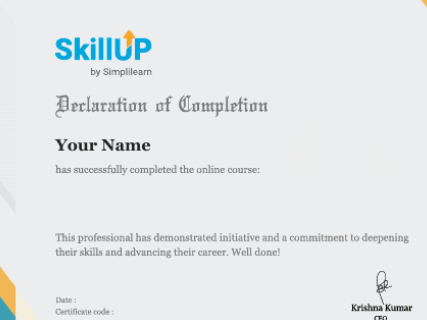 SkillUP
by Simplilearn
Declaration of Completion
Your Name
has successfully completed the online course:
This professional has demonstrated initiative and a commitment to deepening
their skills and advancing their career. Well done!
Date :
Certificate code :
Krishna Kumar
CEO